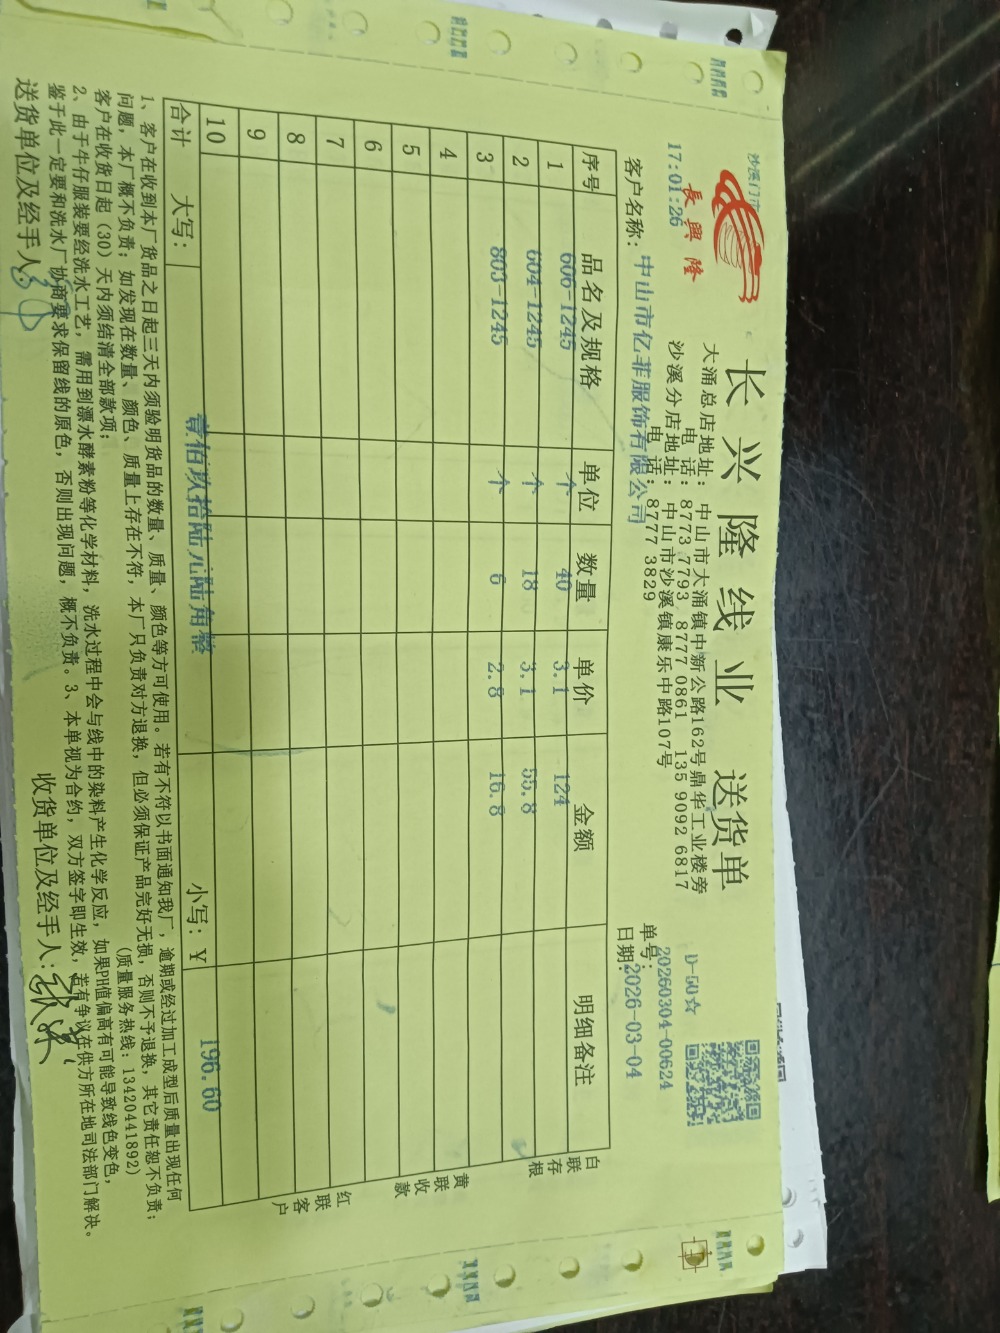 沙溪门市
長興隆
17:01:26
长兴隆线业 送货单
大涌总店地址：中山市大涌镇中新公路162号鼎华工业楼旁
电 话：8773 7793 8777 0861 135 9092 6817
沙溪分店地址：中山市沙溪镇康乐中路107号
电 话：8777 3829
D-50☆
单号：20260304-00624
日期：2026-03-04
客户名称：中山市亿菲服饰有限公司
序号 品名及规格 单位 数量 单价 金额 明细备注
1 606-1245 个 40 3.1 124
2 604-1245 个 18 3.1 55.8
3 803-1245 个 6 2.8 16.8
4
5
6
7
8
9
10
合计 大写：壹佰玖拾陆元陆角整 小写：￥ 196.60
白联存根
黄联收款
红联客户
1、客户在收到本厂货品之日起三天内须验明货品的数量、质量、颜色等方可使用。若有不符以书面通知我厂，逾期或经过加工成型后质量出现任何
问题，本厂概不负责；如发现在数量、颜色、质量上存在不符，本厂只负责对方退换，但必须保证产品完好无损，否则不予退换，其它责任恕不负责；
客户在收货日起（30）天内须结清全部款项； （质量服务热线：13420441892）
2、由于牛仔服装要经洗水工艺，需用到漂水酵素粉等化学材料，洗水过程中会与线中的染料产生化学反应，如果PH值偏高有可能导致线色变色，
鉴于此一定要和洗水厂协商要求保留线的原色，否则出现问题，概不负责。3、本单视为合约，双方签字即生效，若有争议在供方所在地司法部门解决。
送货单位及经手人：
收货单位及经手人：